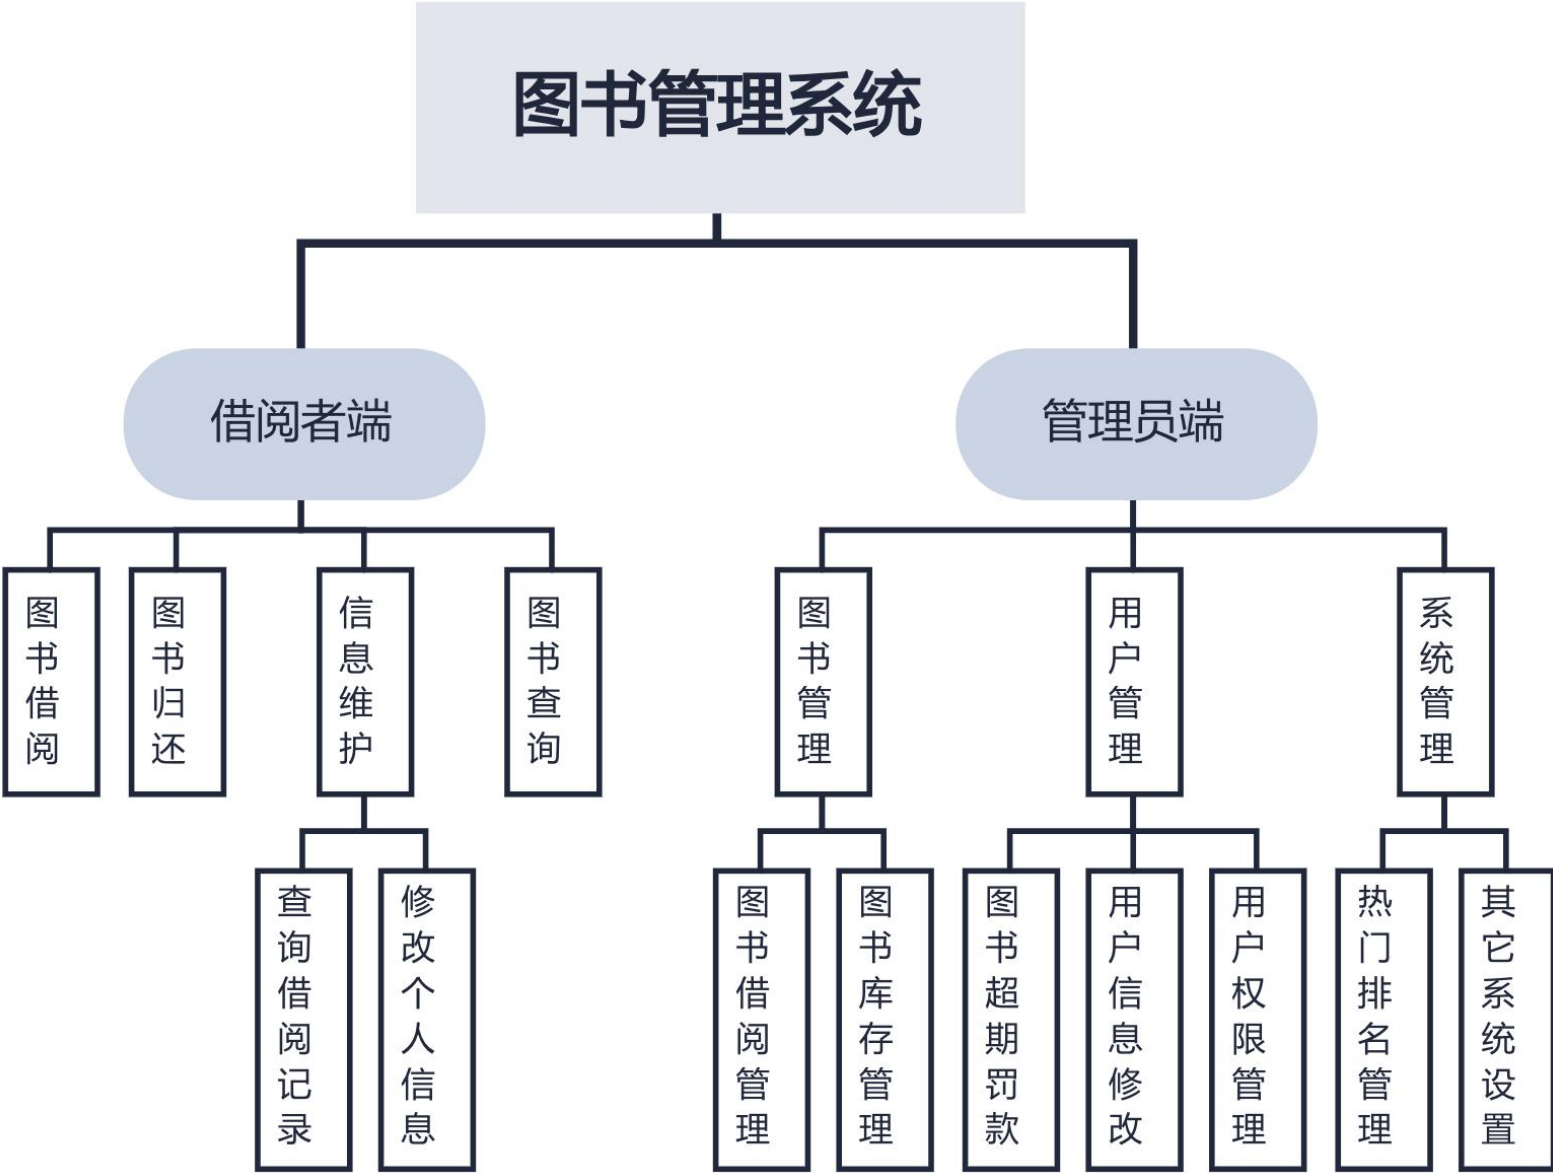 图书管理系统
借阅者端
管理员端
图书借阅
图书归还
信息维护
图书查询
图书管理
用户管理
系统管理
查询借阅记录
修改个人信息
图书借阅管理
图书库存管理
图书超期罚款
用户信息修改
用户权限管理
热门排名管理
其它系统设置